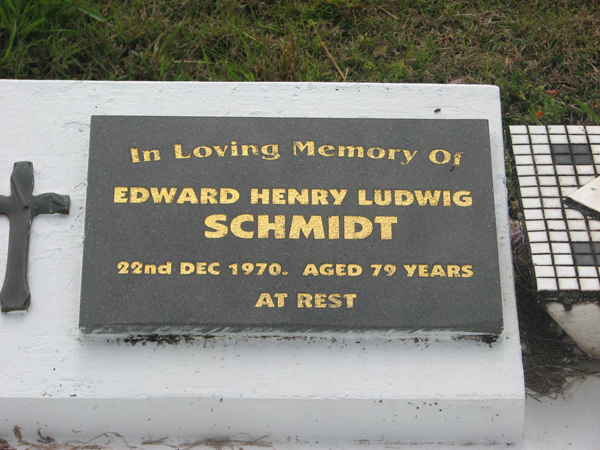 In Loving Memory Of
EDWARD HENRY LUDWIG
SCHMIDT
22nd DEC 1970. AGED 79 YEARS
AT REST